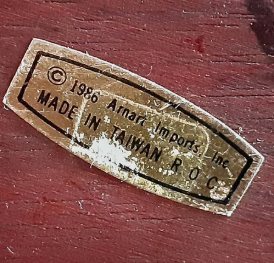 © 1986 Arnart Imports, Inc.
MADE IN TAIWAN R O C